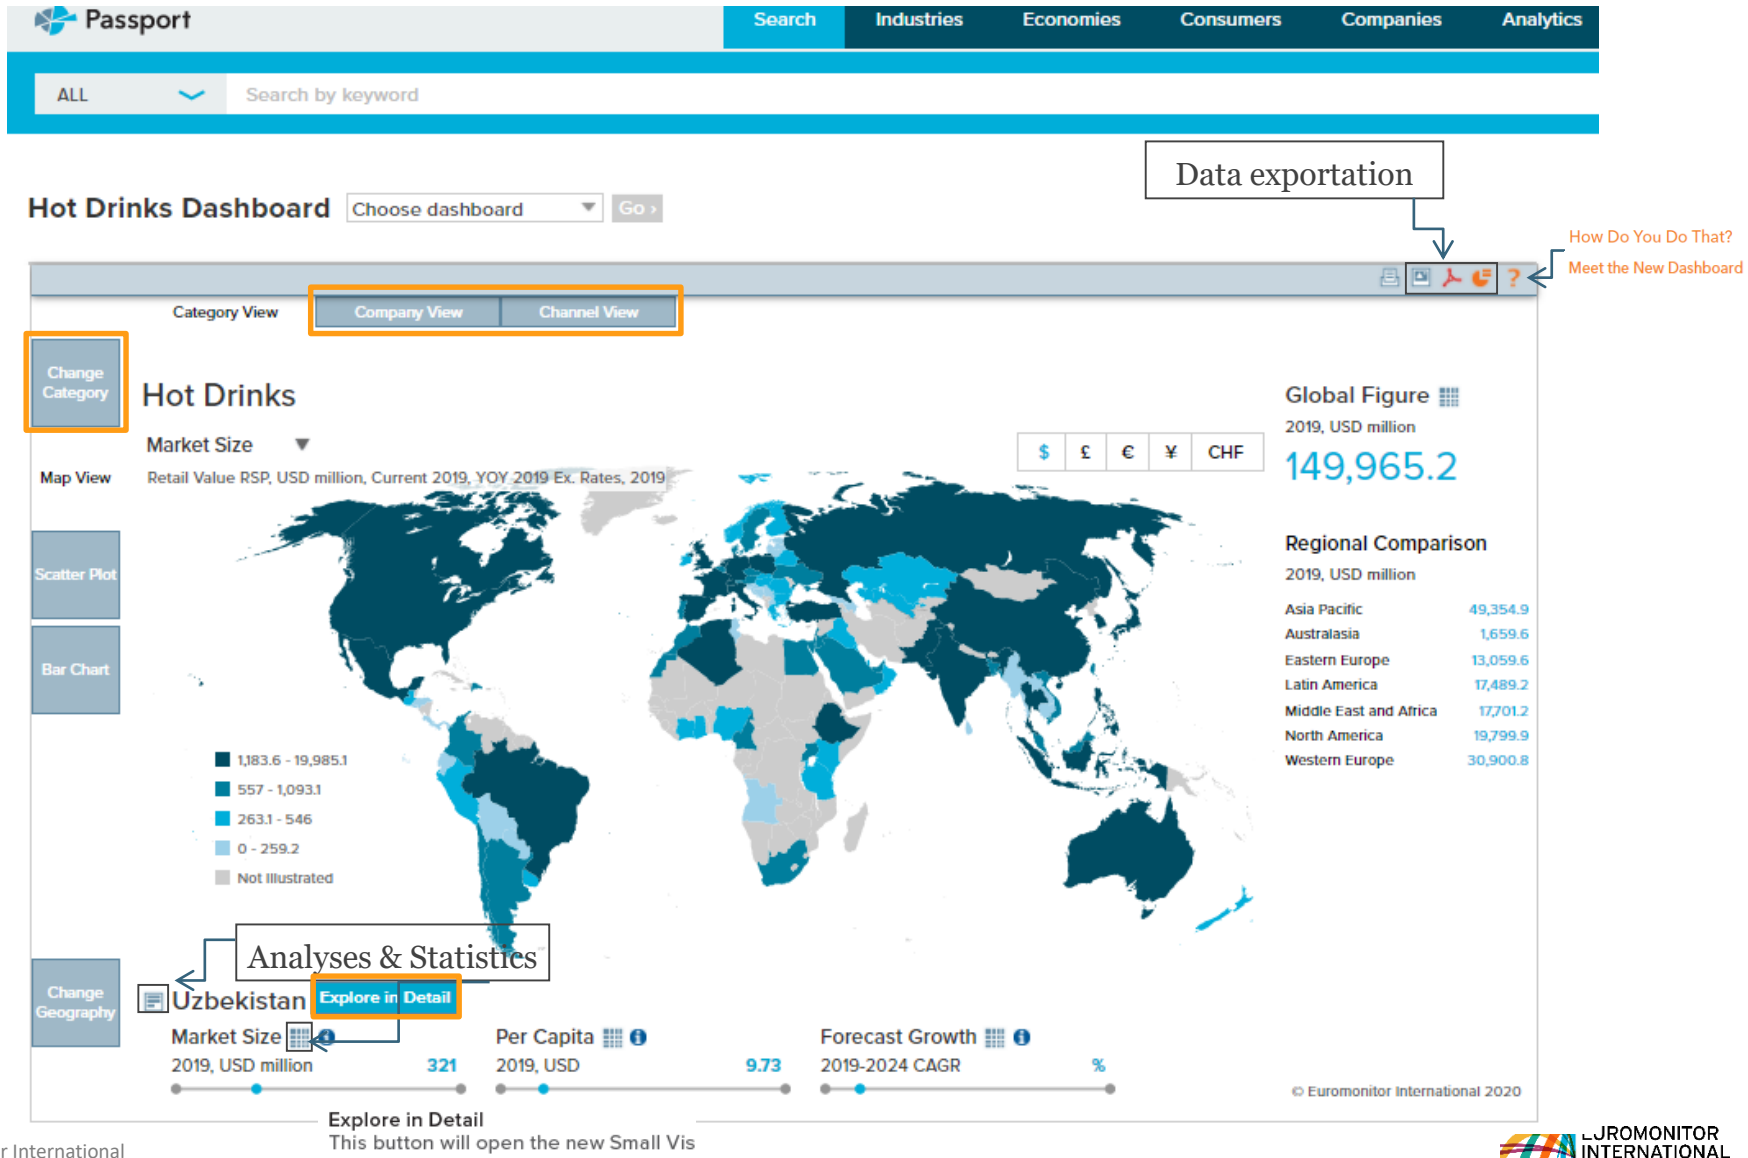 Passport
Search Industries Economies Consumers Companies Analytics
ALL Search by keyword
Data exportation
Hot Drinks Dashboard Choose dashboard Go ›
How Do You Do That?
Meet the New Dashboard
?
Category View Company View Channel View
Change
Category
Hot Drinks
Market Size
Retail Value RSP, USD million, Current 2019, YOY 2019 Ex. Rates, 2019
$ £ € ¥ CHF
Global Figure
2019, USD million
149,965.2
Map View
Scatter Plot
Bar Chart
Regional Comparison
2019, USD million
Asia Pacific 49,354.9
Australasia 1,659.6
Eastern Europe 13,059.6
Latin America 17,489.2
Middle East and Africa 17,701.2
North America 19,799.9
Western Europe 30,900.8
1,183.6 - 19,985.1
557 - 1,093.1
263.1 - 546
0 - 259.2
Not Illustrated
Analyses & Statistics
Change
Geography
Uzbekistan Explore in Detail
Market Size
2019, USD million 321
Per Capita
2019, USD 9.73
Forecast Growth
2019-2024 CAGR %
© Euromonitor International 2020
Explore in Detail
This button will open the new Small Vis
r International
EUROMONITOR
INTERNATIONAL